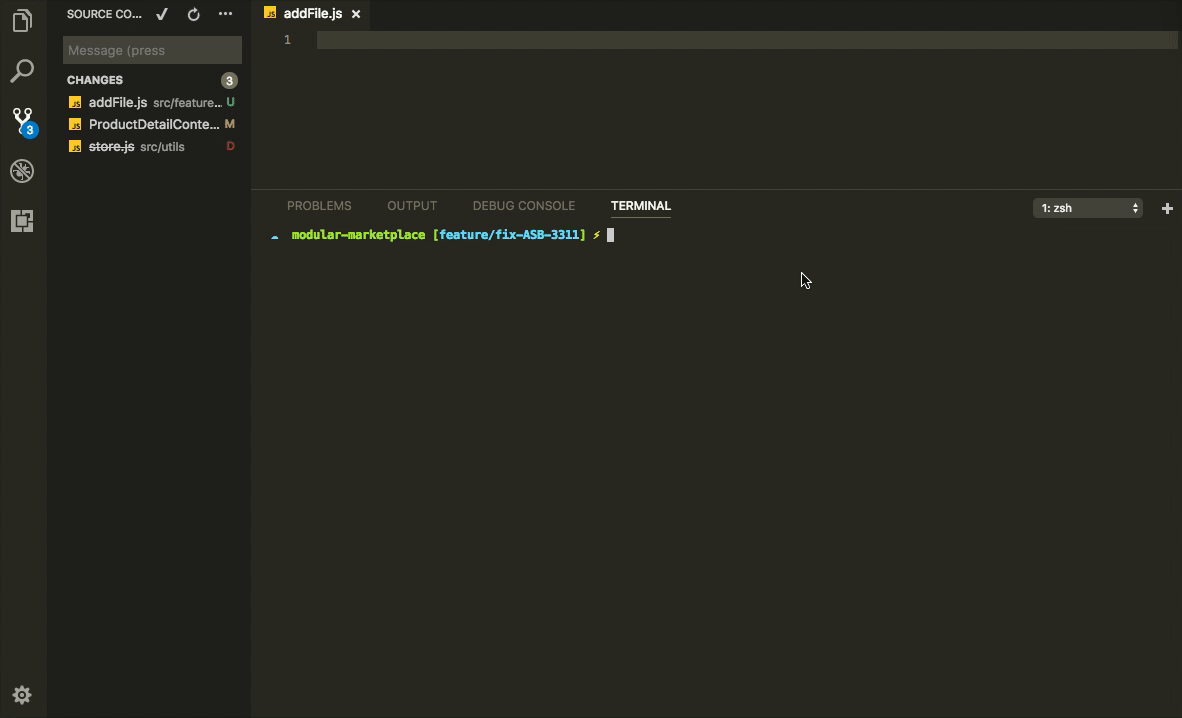 SOURCE CO... ...
Message (press
CHANGES 3
JS addFile.js src/feature... U
JS ProductDetailConte... M
JS store.js src/utils D
3
JS addFile.js ×
1
PROBLEMS OUTPUT DEBUG CONSOLE TERMINAL 1: zsh +
modular-marketplace [feature/fix-ASB-3311] ⚡